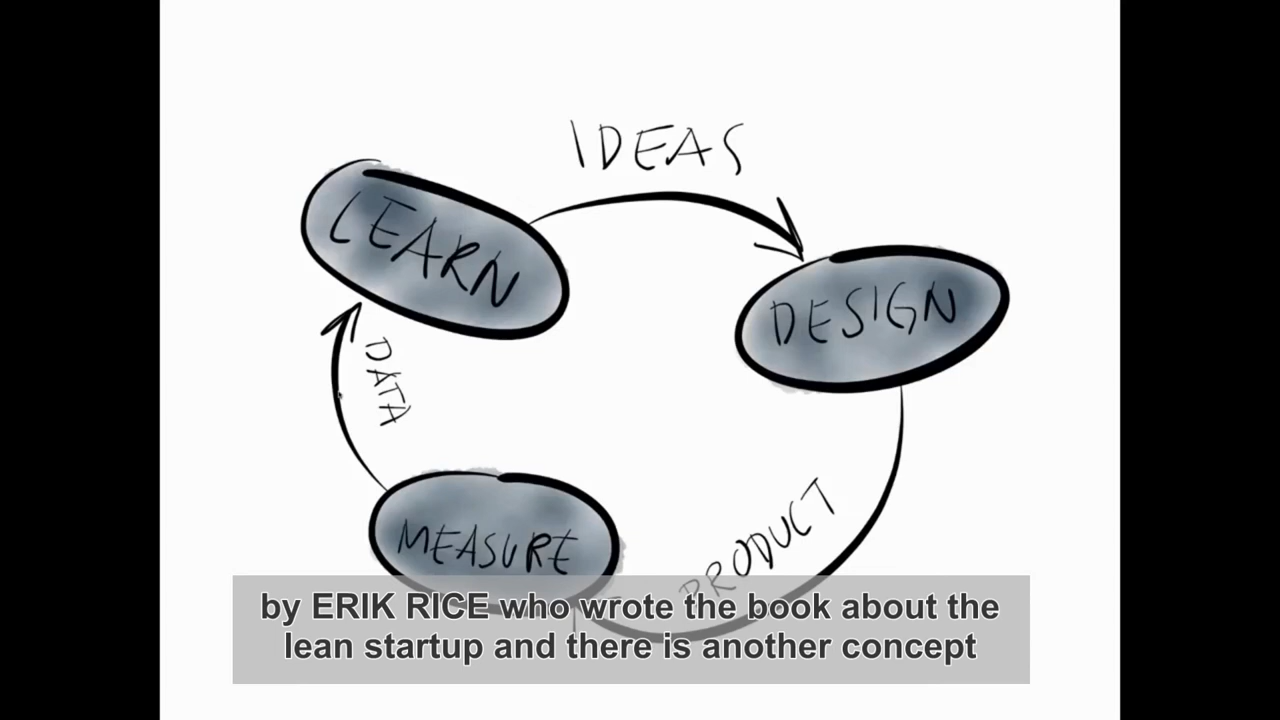 IDEAS
LEARN
DESIGN
DATA
MEASURE
PRODUCT
by ERIK RICE who wrote the book about the
lean startup and there is another concept